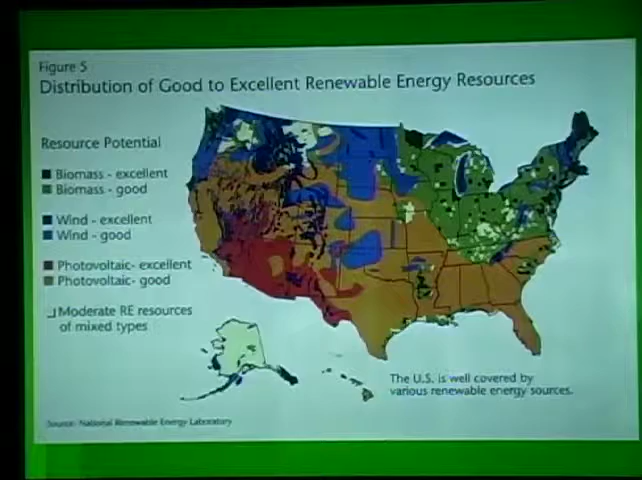 Figure 5
Distribution of Good to Excellent Renewable Energy Resources
Resource Potential
Biomass - excellent
Biomass - good
Wind - excellent
Wind - good
Photovoltaic- excellent
Photovoltaic- good
Moderate RE resources
of mixed types
The U.S. is well covered by
various renewable energy sources.
Source: National Renewable Energy Laboratory